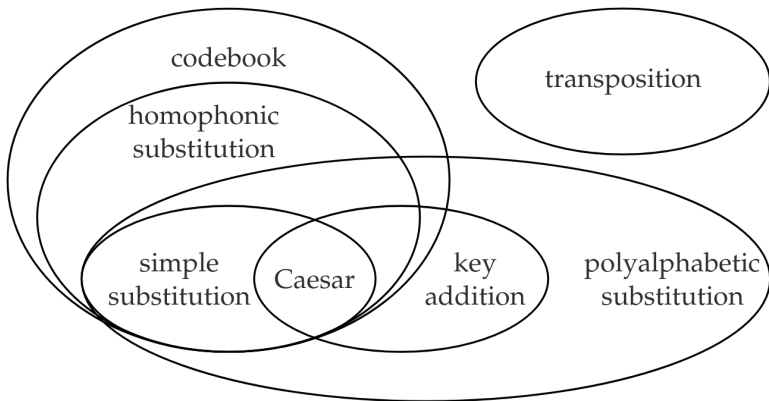 codebook
transposition
homophonic
substitution
simple
substitution
Caesar
key
addition
polyalphabetic
substitution